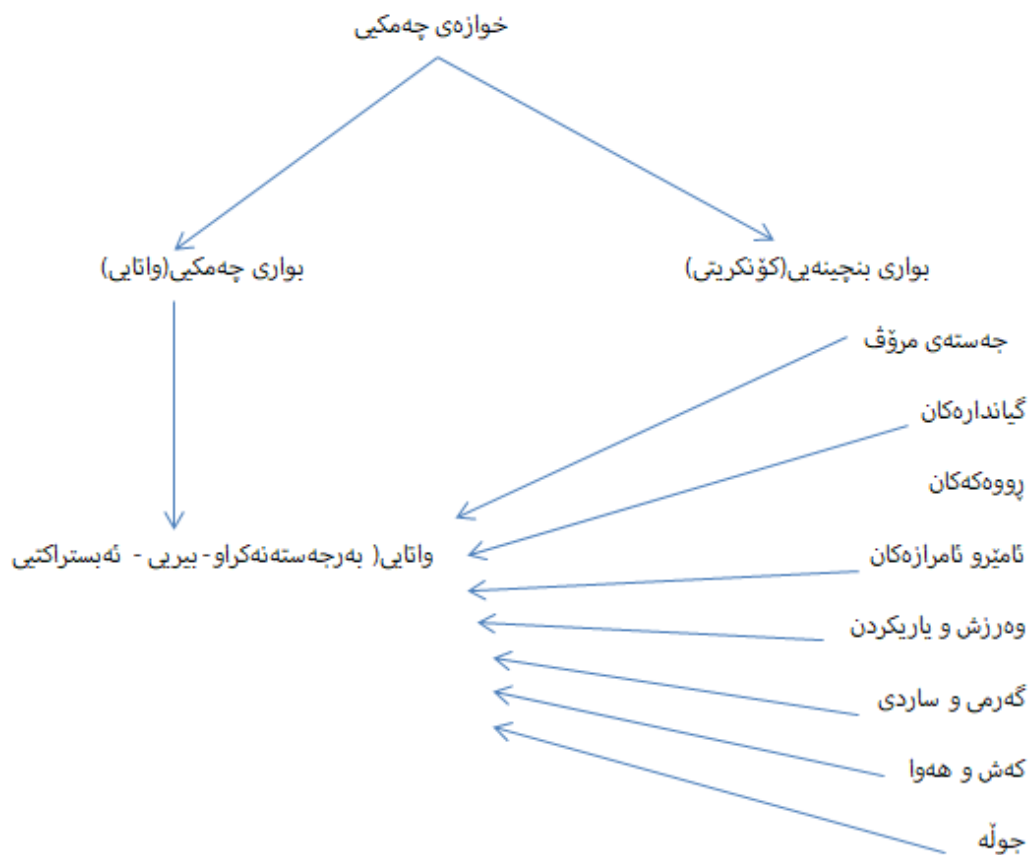 خوازەی چەمکیی
بواری بنچینەیی(کۆنکریتی)
بواری چەمکیی(واتایی)
جەستەی مرۆڤ
گیاندارەکان
ڕووەکەکان
ئامێرو ئامرازەکان
واتایی( بەرجەستەنەکراو- بیریی - ئەبستراکتیی
وەرزش و یاریکردن
گەرمی و ساردی
کەش و هەوا
جوڵە